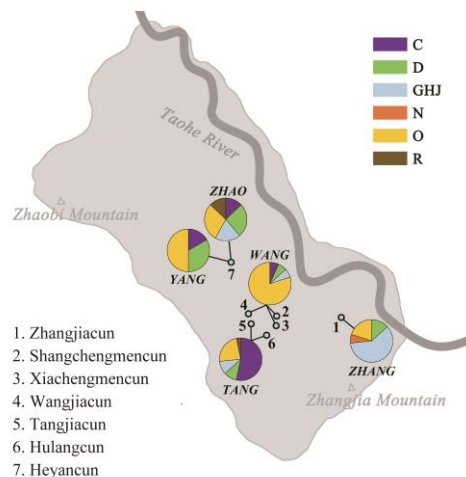 C
D
GHJ
N
O
R
Taohe River
Zhaobi Mountain
ZHAO
YANG
7
WANG
4
2
5
3
6
1
TANG
ZHANG
Zhangjia Mountain
1. Zhangjiacun
2. Shangchengmencun
3. Xiachengmencun
4. Wangjiacun
5. Tangjiacun
6. Hulangcun
7. Heyancun